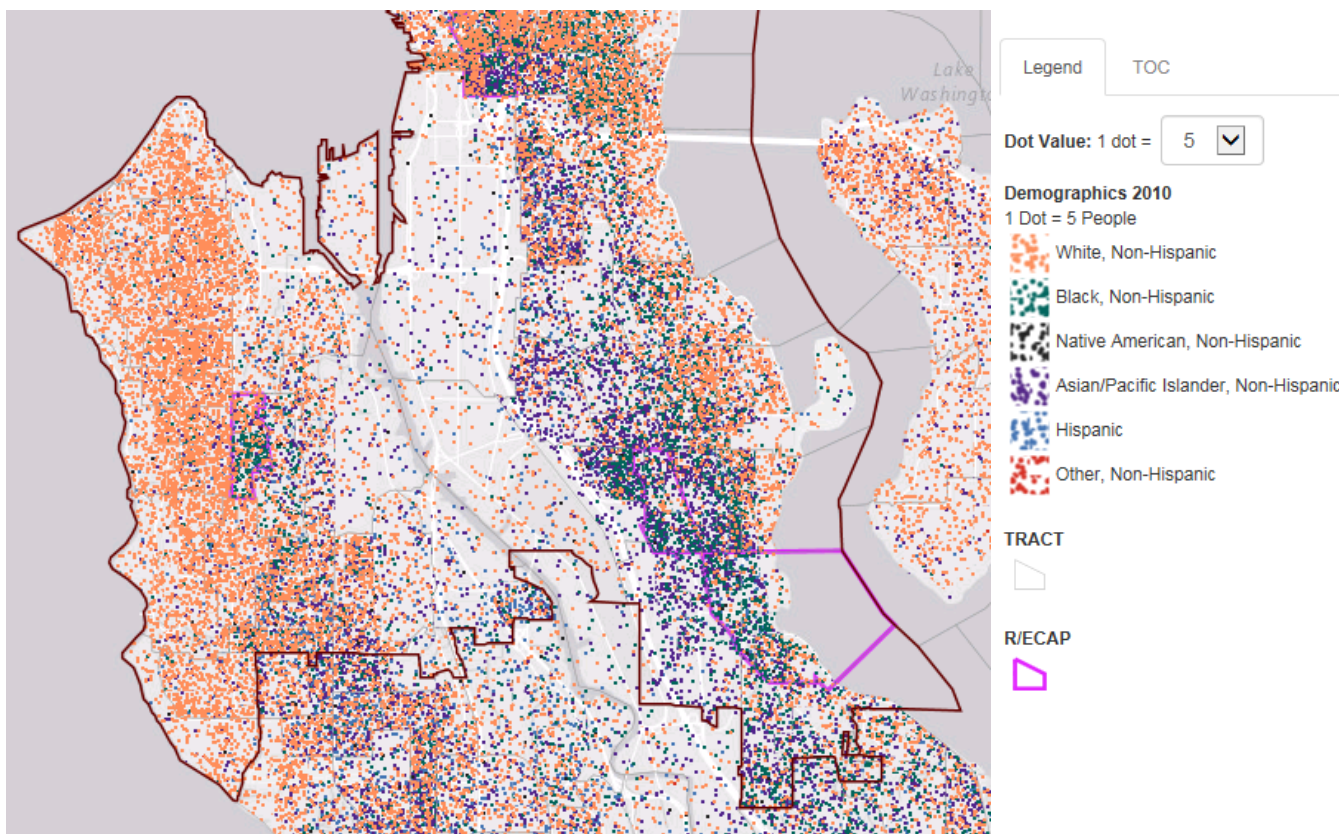 Lake
Washingto
Legend
TOC
Dot Value: 1 dot = 5
Demographics 2010
1 Dot = 5 People
White, Non-Hispanic
Black, Non-Hispanic
Native American, Non-Hispanic
Asian/Pacific Islander, Non-Hispanic
Hispanic
Other, Non-Hispanic
TRACT
R/ECAP